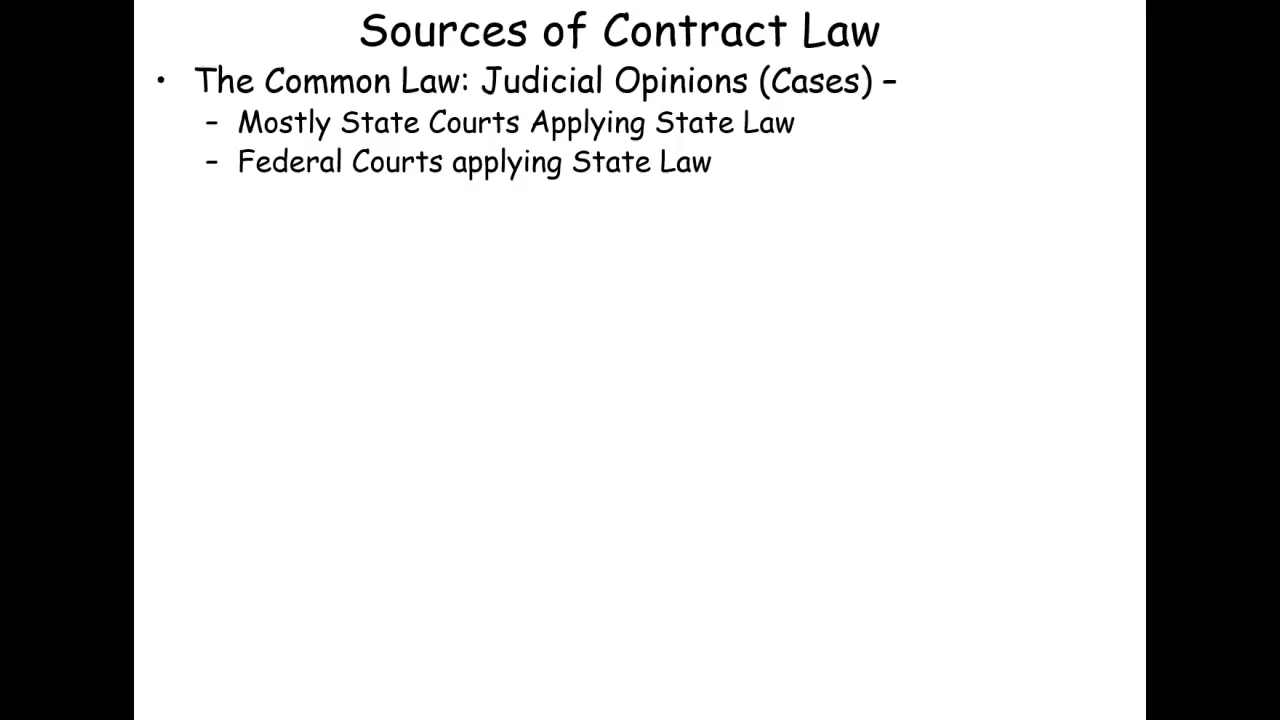 Sources of Contract Law
• The Common Law: Judicial Opinions (Cases) –
– Mostly State Courts Applying State Law
– Federal Courts applying State Law